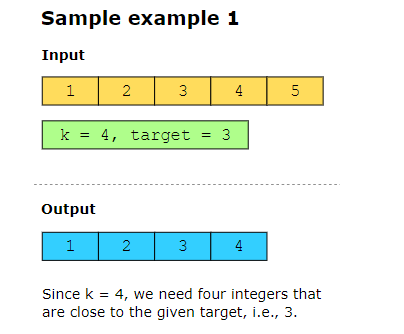 Sample example 1
Input
1 2 3 4 5
k = 4, target = 3
Output
1 2 3 4
Since k = 4, we need four integers that
are close to the given target, i.e., 3.